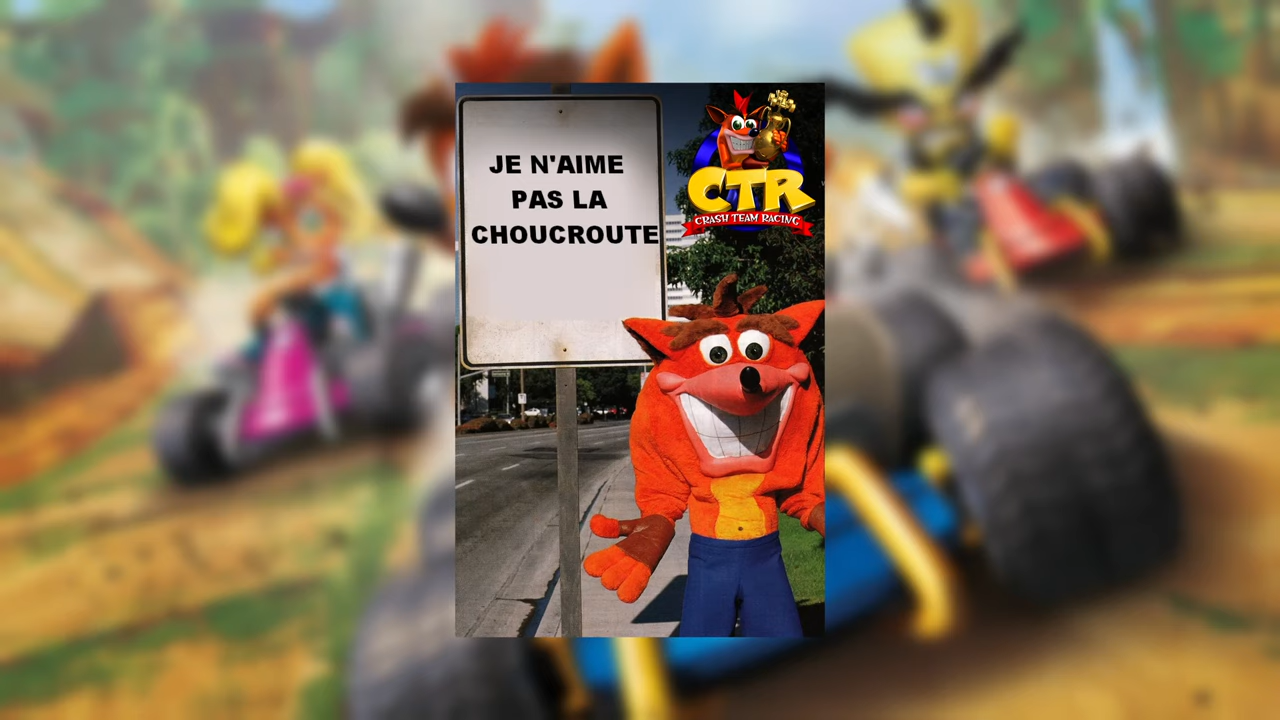 JE N'AIME
PAS LA
CHOUCROUTE
CTR
CRASH TEAM RACING